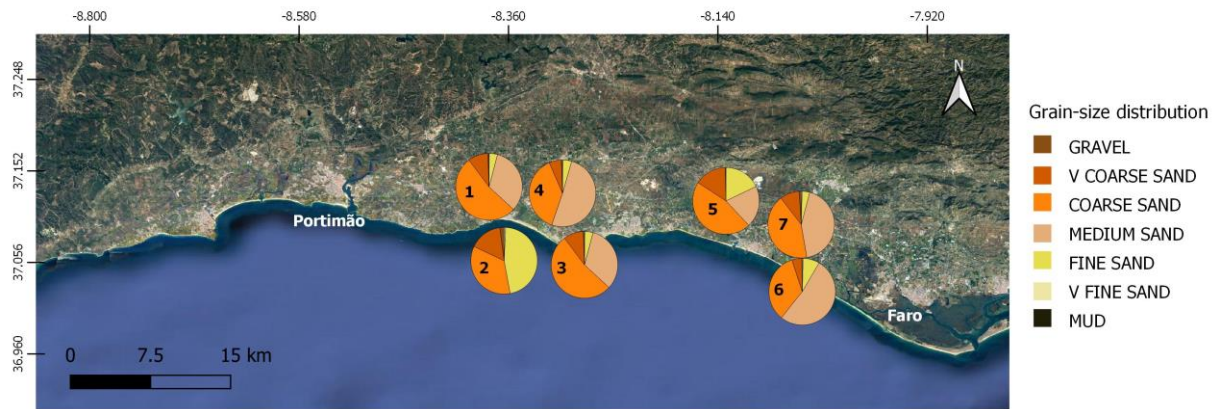 -8.800 -8.580 -8.360 -8.140 -7.920
37.248
37.152
37.056
36.960
N
1
4
5
7
2
3
6
Portimão
Faro
0 7.5 15 km
Grain-size distribution
GRAVEL
V COARSE SAND
COARSE SAND
MEDIUM SAND
FINE SAND
V FINE SAND
MUD